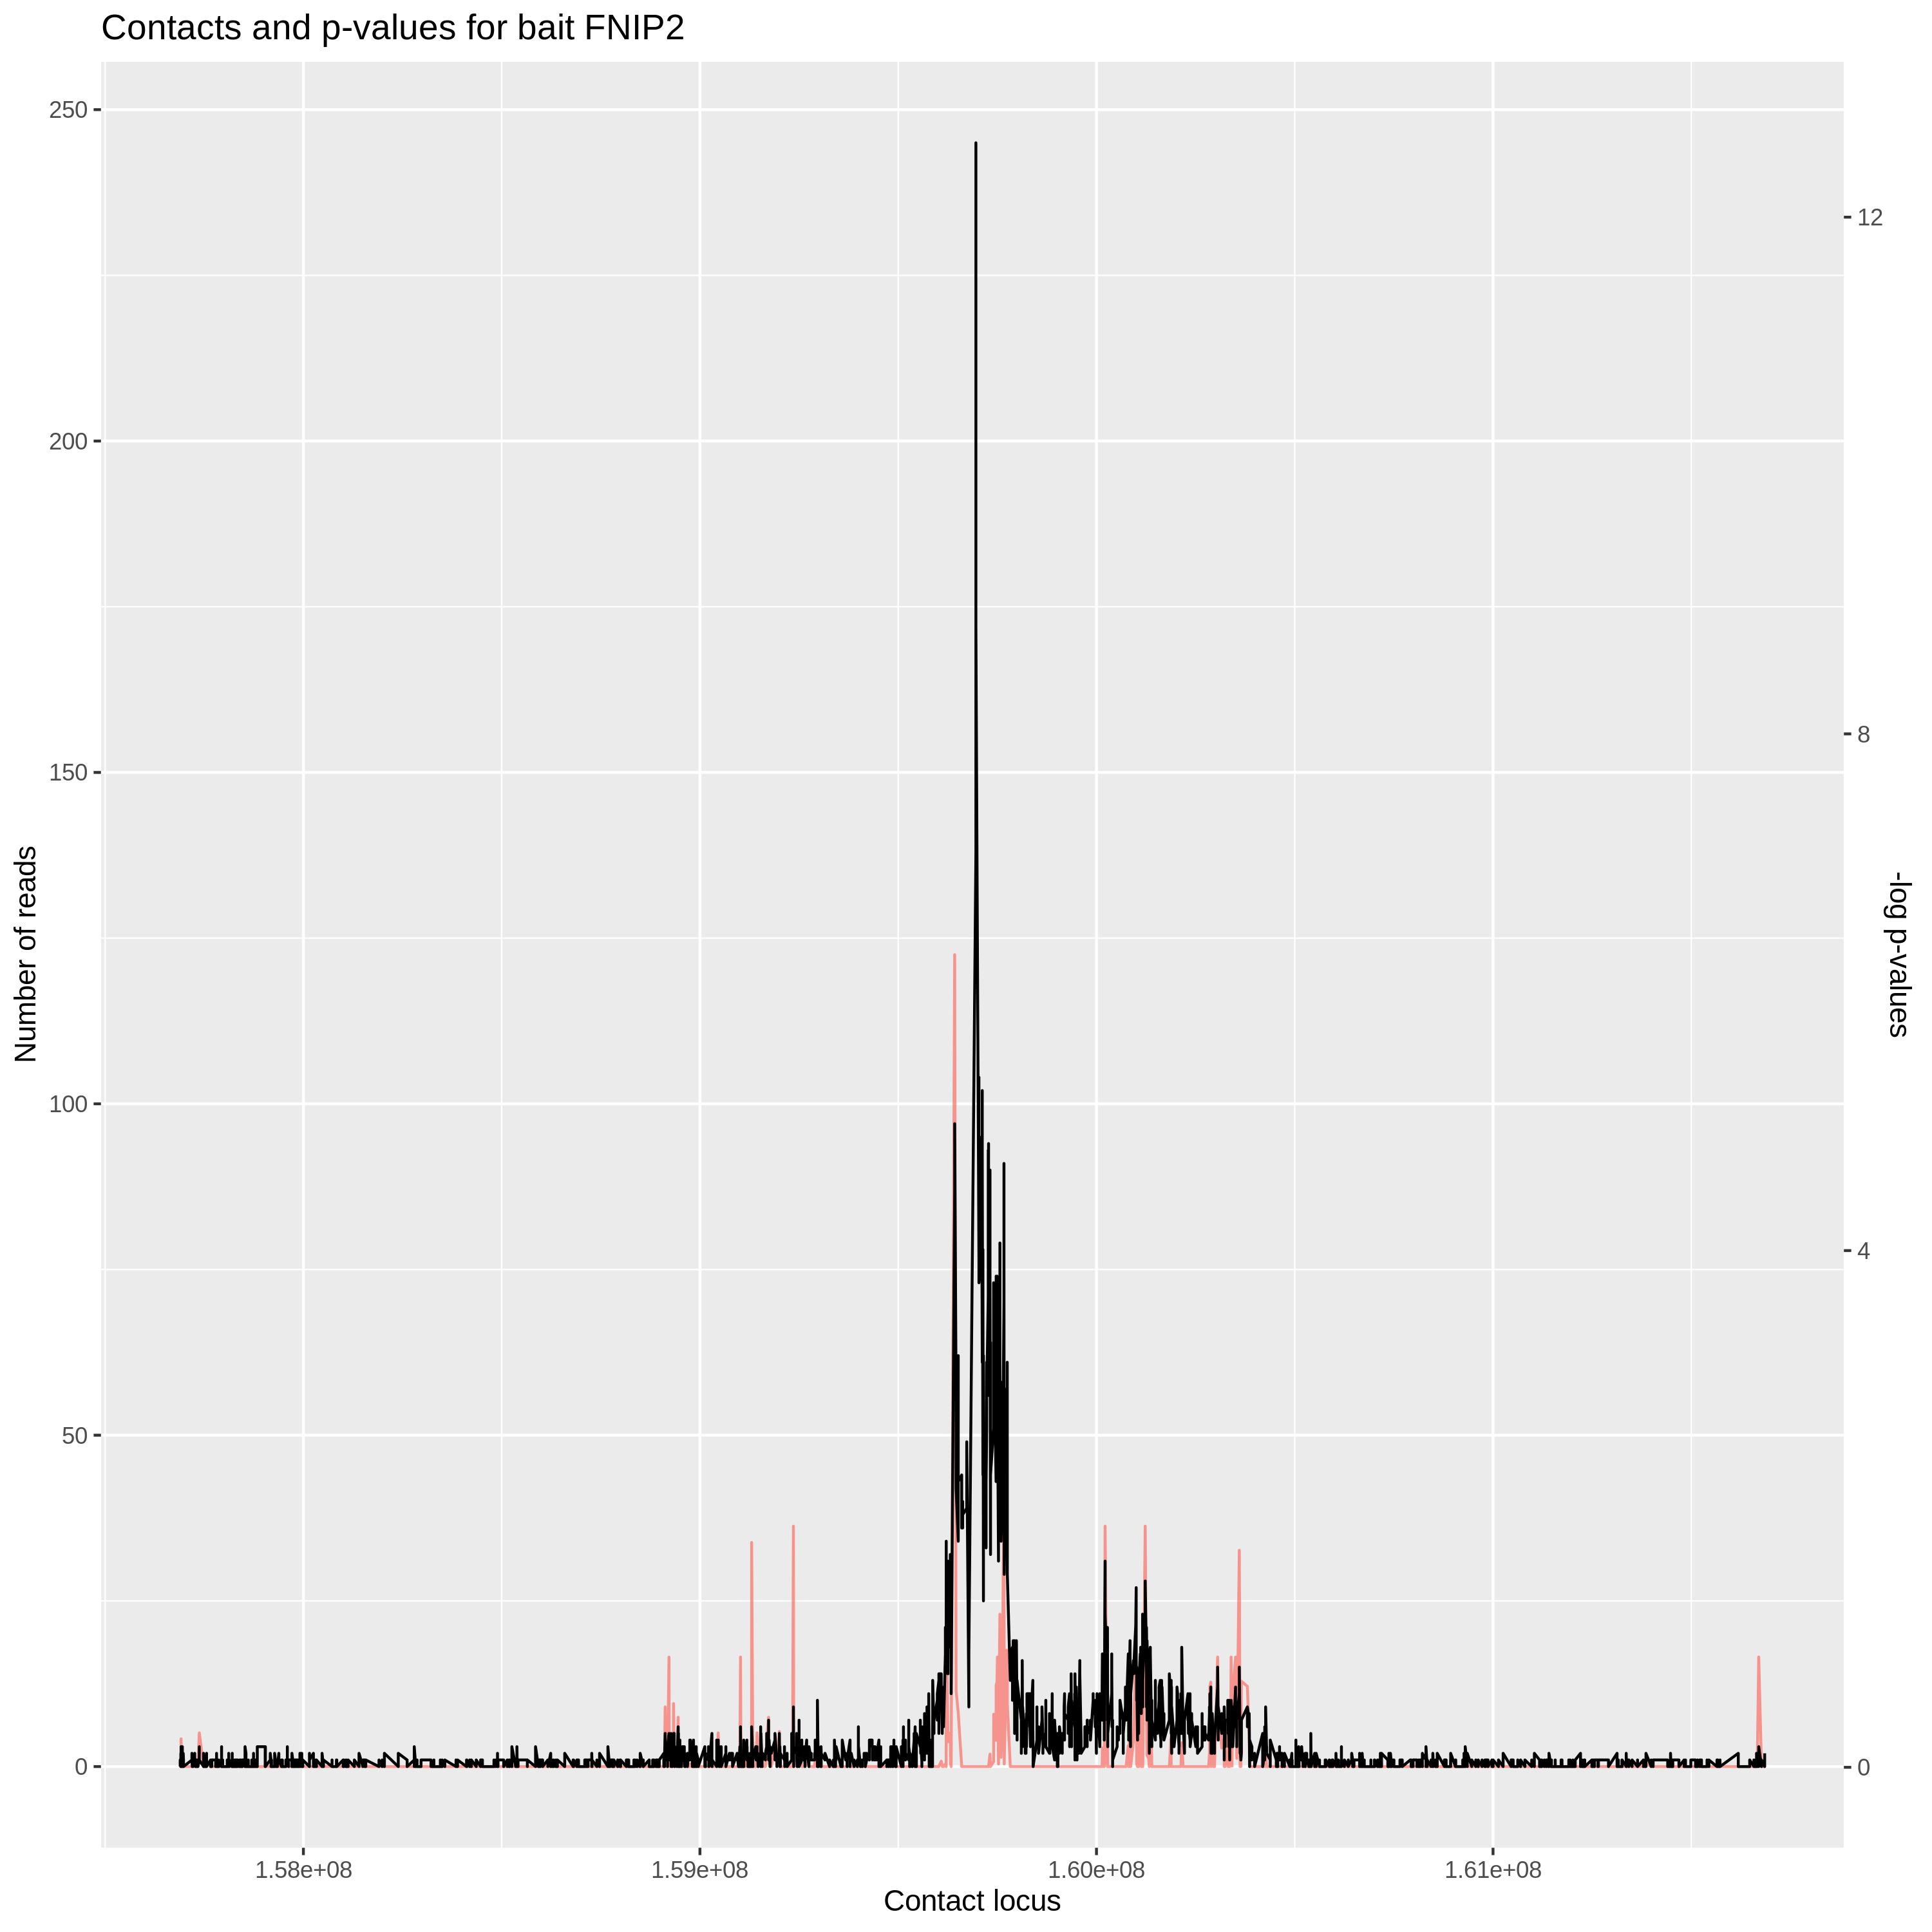 Contacts and p-values for bait FNIP2
250
200
150
100
50
0
Number of reads
12
8
4
0
-log p-values
1.58e+08
1.59e+08
1.60e+08
1.61e+08
Contact locus